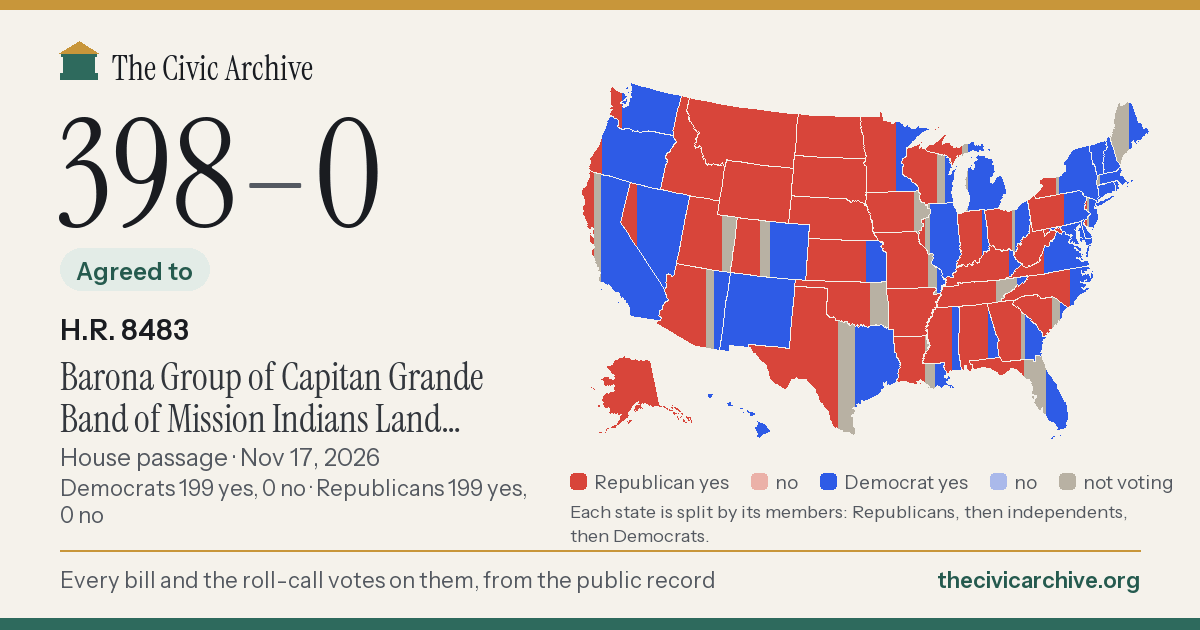 The Civic Archive
398–0
Agreed to
H.R. 8483
Barona Group of Capitan Grande
Band of Mission Indians Land...
House passage · Nov 17, 2026
Democrats 199 yes, 0 no · Republicans 199 yes,
0 no
Republican yes no Democrat yes no not voting
Each state is split by its members: Republicans, then independents,
then Democrats.
Every bill and the roll-call votes on them, from the public record
thecivicarchive.org